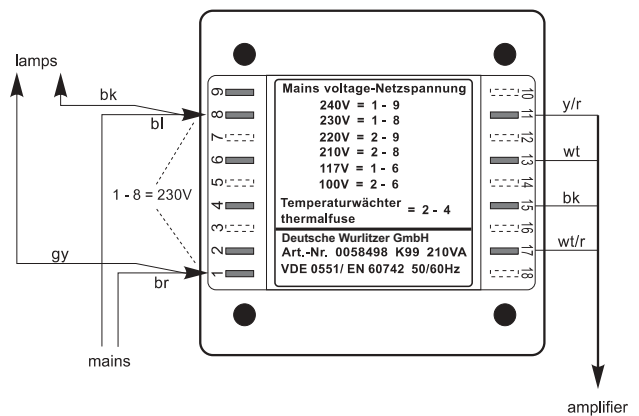 lamps
bk
bl
1 - 8 = 230V
gy
br
mains
9
8
7
6
5
4
3
2
1
Mains voltage-Netzspannung
240V = 1 - 9
230V = 1 - 8
220V = 2 - 9
210V = 2 - 8
117V = 1 - 6
100V = 2 - 6
Temperaturwächter
thermalfuse = 2 - 4
Deutsche Wurlitzer GmbH
Art.-Nr. 0058498 K99 210VA
VDE 0551/ EN 60742 50/60Hz
10
11
12
13
14
15
16
17
18
y/r
wt
bk
wt/r
amplifier